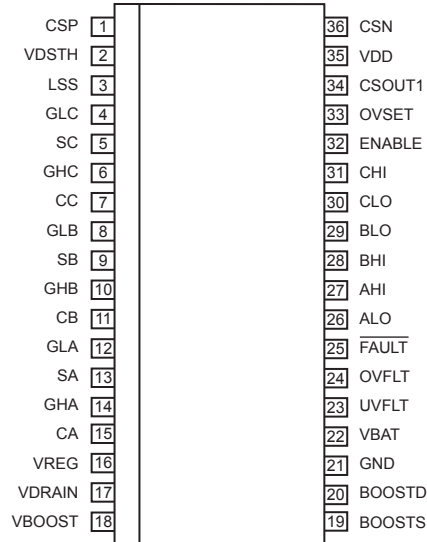 CSP 1 36 CSN
VDSTH 2 35 VDD
LSS 3 34 CSOUT1
GLC 4 33 OVSET
SC 5 32 ENABLE
GHC 6 31 CHI
CC 7 30 CLO
GLB 8 29 BLO
SB 9 28 BHI
GHB 10 27 AHI
CB 11 26 ALO
GLA 12 25 FAULT
SA 13 24 OVFLT
GHA 14 23 UVFLT
CA 15 22 VBAT
VREG 16 21 GND
VDRAIN 17 20 BOOSTD
VBOOST 18 19 BOOSTS